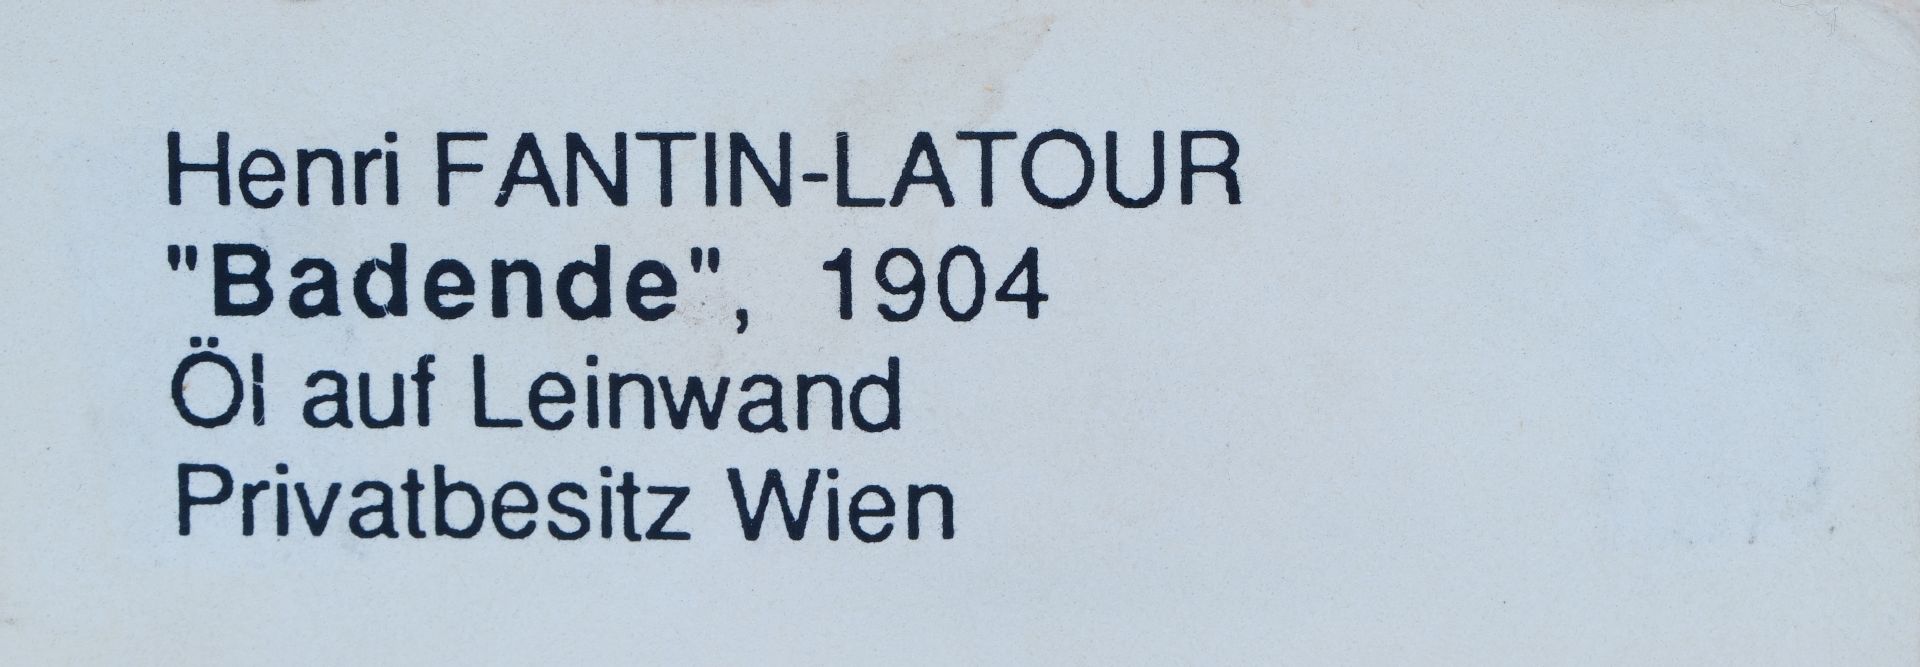 Henri FANTIN-LATOUR
"Badende", 1904
Öl auf Leinwand
Privatbesitz Wien